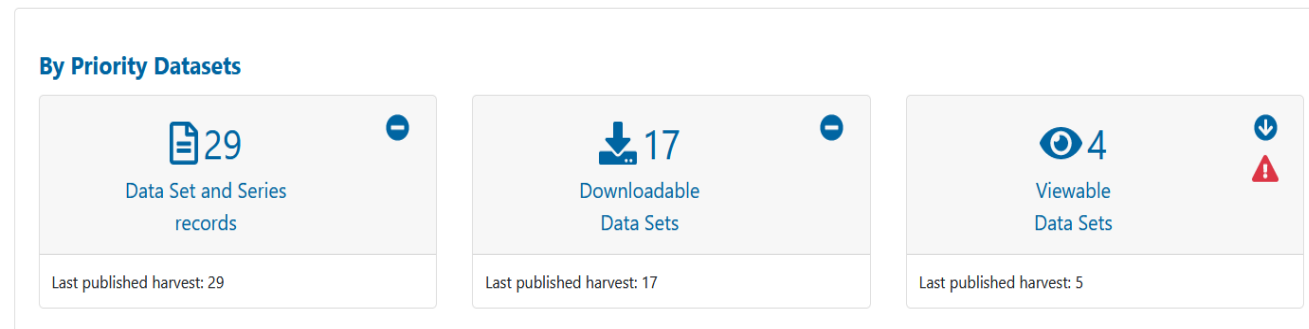 By Priority Datasets
29
Data Set and Series
records
Last published harvest: 29
17
Downloadable
Data Sets
Last published harvest: 17
4
Viewable
Data Sets
Last published harvest: 5